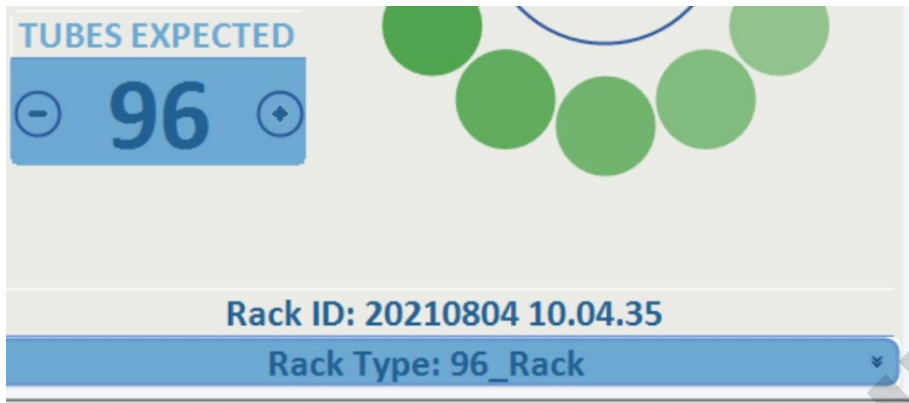 TUBES EXPECTED
96
Rack ID: 20210804 10.04.35
Rack Type: 96_Rack